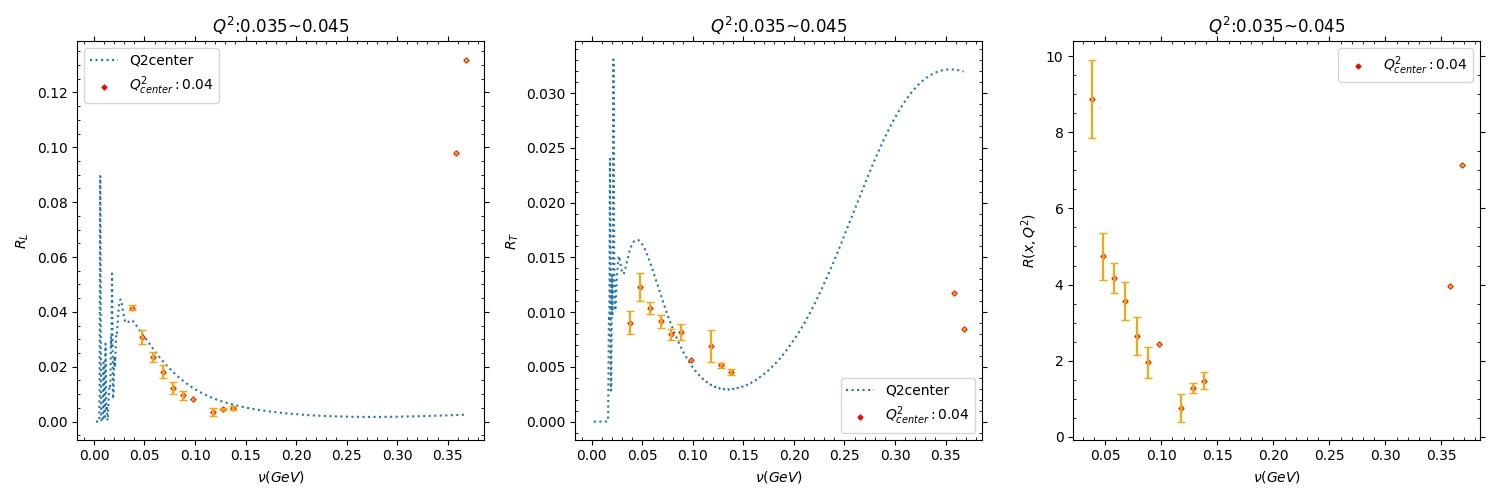 Q²:0.035~0.045
Q2center
Q²center : 0.04
R_L
0.12
0.10
0.08
0.06
0.04
0.02
0.00
0.00 0.05 0.10 0.15 0.20 0.25 0.30 0.35
ν(GeV)
Q²:0.035~0.045
R_T
0.030
0.025
0.020
0.015
0.010
0.005
0.000
Q2center
Q²center : 0.04
0.00 0.05 0.10 0.15 0.20 0.25 0.30 0.35
ν(GeV)
Q²:0.035~0.045
Q²center : 0.04
R(x, Q²)
10
8
6
4
2
0
0.05 0.10 0.15 0.20 0.25 0.30 0.35
ν(GeV)